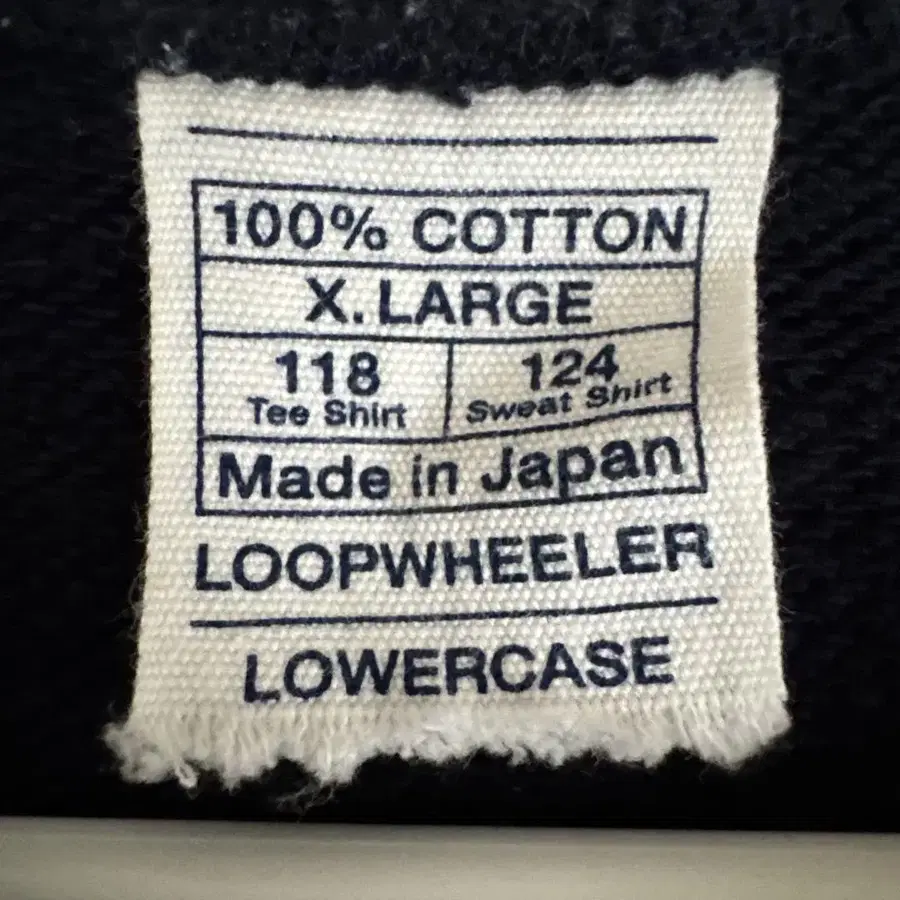 100% COTTON
X.LARGE
118 124
Tee Shirt Sweat Shirt
Made in Japan
LOOPWHEELER
LOWERCASE